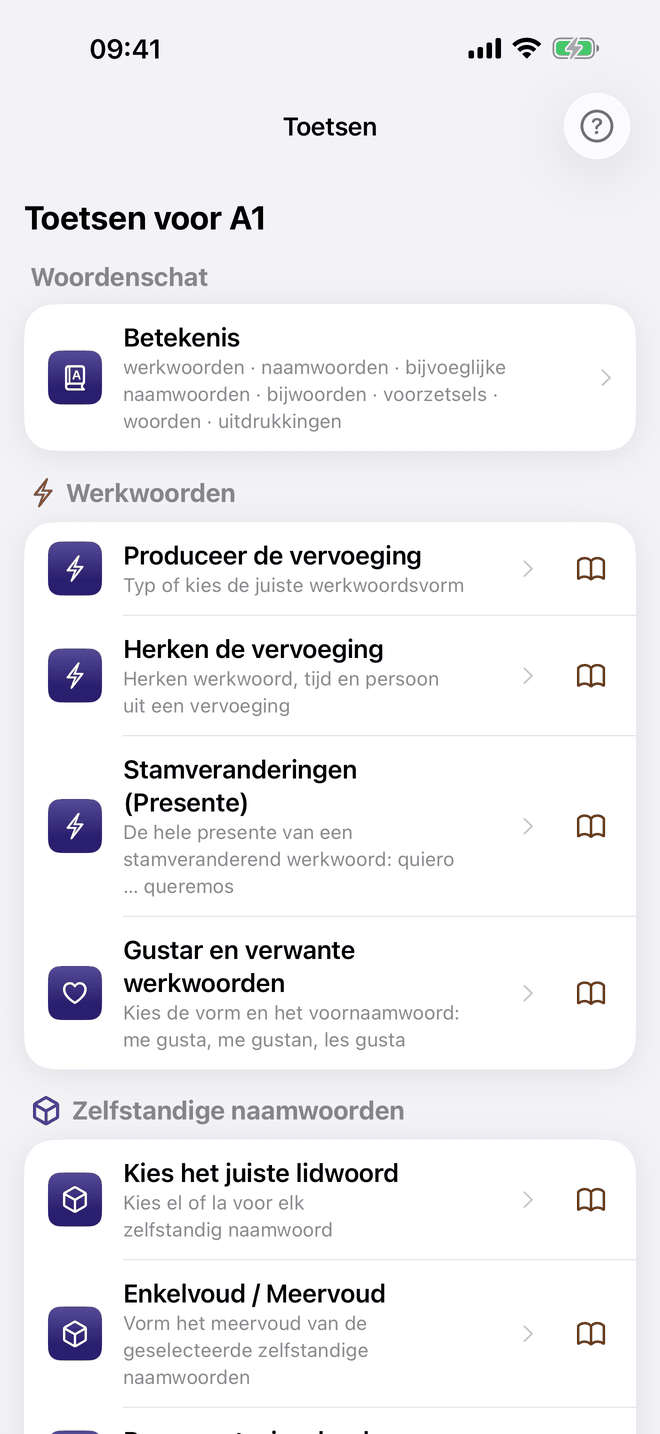 09:41
Toetsen
Toetsen voor A1
Woordenschat
Betekenis
werkwoorden · naamwoorden · bijvoeglijke
naamwoorden · bijwoorden · voorzetsels ·
woorden · uitdrukkingen
Werkwoorden
Produceer de vervoeging
Typ of kies de juiste werkwoordsvorm
Herken de vervoeging
Herken werkwoord, tijd en persoon
uit een vervoeging
Stamveranderingen
(Presente)
De hele presente van een
stamveranderend werkwoord: quiero
... queremos
Gustar en verwante
werkwoorden
Kies de vorm en het voornaamwoord:
me gusta, me gustan, les gusta
Zelfstandige naamwoorden
Kies het juiste lidwoord
Kies el of la voor elk
zelfstandig naamwoord
Enkelvoud / Meervoud
Vorm het meervoud van de
geselecteerde zelfstandige
naamwoorden